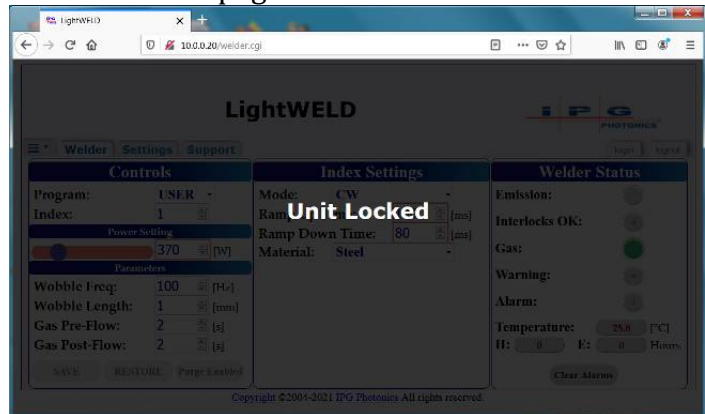 LightWELD
10.0.0.20/welder.cgi
LightWELD
IPG
PHOTONICS
Welder Settings Support
login logout
Controls
Program: USER
Index: 1
Power Setting
370 [W]
Parameters
Wobble Freq: 100 [Hz]
Wobble Length: 1 [mm]
Gas Pre-Flow: 2 [s]
Gas Post-Flow: 2 [s]
SAVE RESTORE Purge Enabled
Index Settings
Mode: CW
Unit Locked
[ms]
Ramp Down Time: 80 [ms]
Material: Steel
Welder Status
Emission:
Interlocks OK:
Gas:
Warning:
Alarm:
Temperature: 25.0 [°C]
H: 0 E: 0 Hours
Clear Alarms
Copyright ©2004-2021 IPG Photonics All rights reserved.